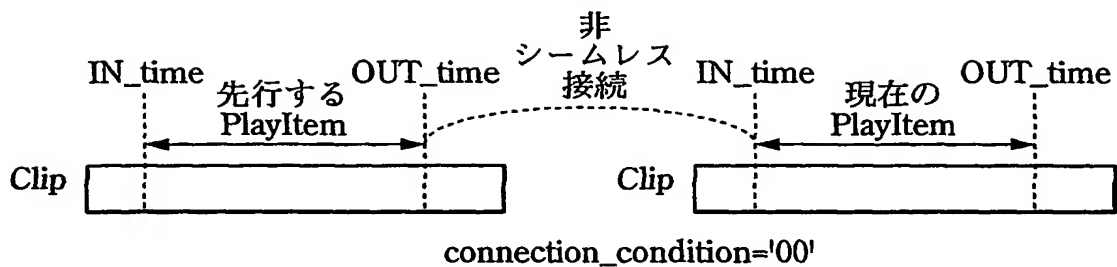 非
シームレス
接続
IN_time
OUT_time
IN_time
OUT_time
先行する
PlayItem
現在の
PlayItem
Clip
Clip
connection_condition='00'